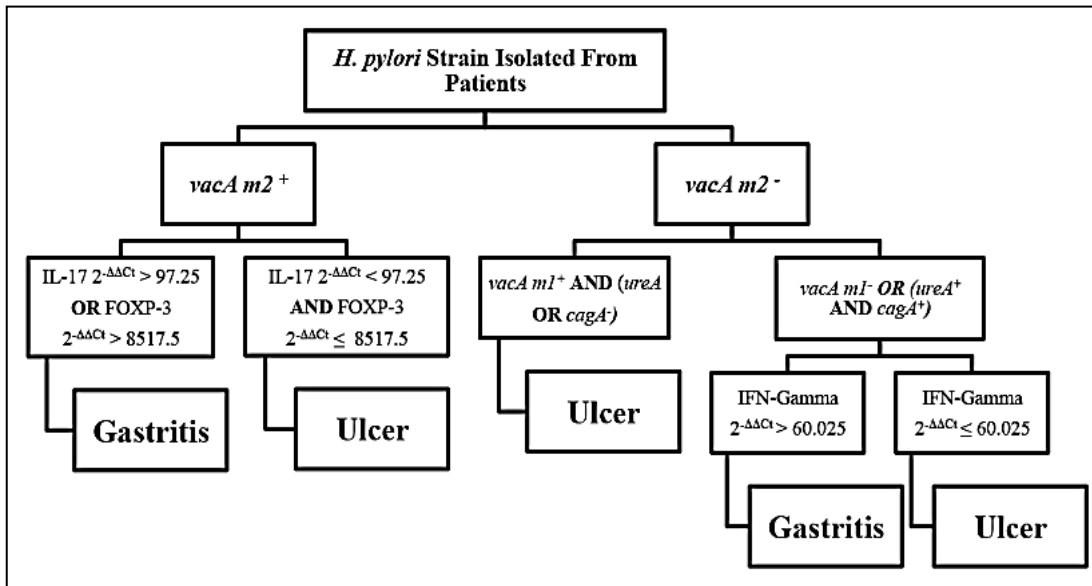 H. pylori Strain Isolated From
Patients
vacA m2 ⁺
vacA m2 ⁻
IL-17 2⁻ΔΔCt > 97.25
OR FOXP-3
2⁻ΔΔCt > 8517.5
IL-17 2⁻ΔΔCt < 97.25
AND FOXP-3
2⁻ΔΔCt ≤ 8517.5
vacA m1⁺ AND (ureA
OR cagA⁻)
vacA m1⁻ OR (ureA⁺
AND cagA⁺)
Gastritis
Ulcer
Ulcer
IFN-Gamma
2⁻ΔΔCt > 60.025
IFN-Gamma
2⁻ΔΔCt ≤ 60.025
Gastritis
Ulcer